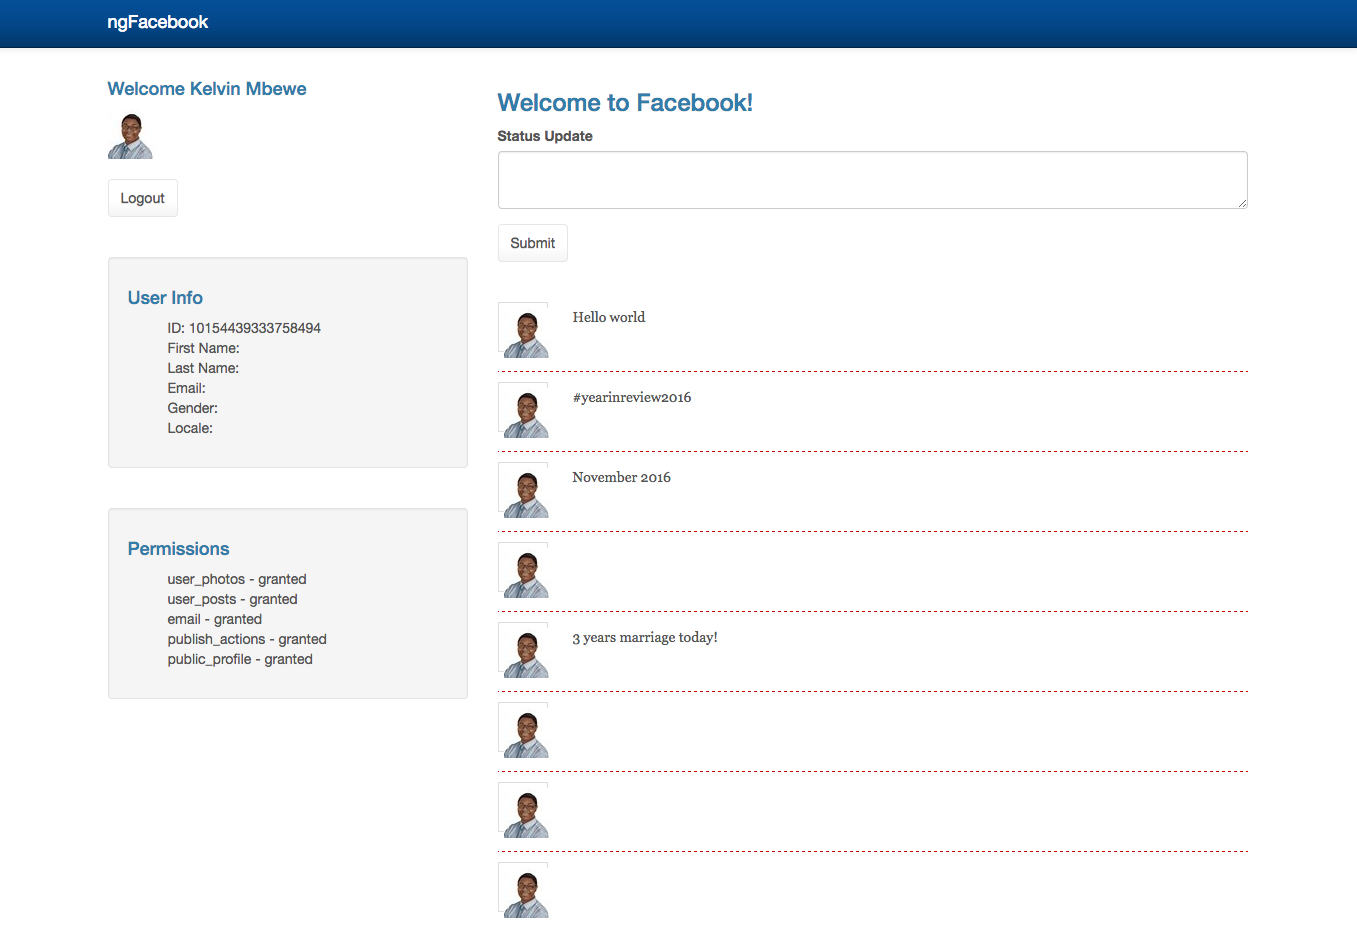 ngFacebook
Welcome Kelvin Mbewe
Logout
User Info
ID: 10154439333758494
First Name:
Last Name:
Email:
Gender:
Locale:
Permissions
user_photos - granted
user_posts - granted
email - granted
publish_actions - granted
public_profile - granted
Welcome to Facebook!
Status Update
Submit
Hello world
#yearinreview2016
November 2016
3 years marriage today!